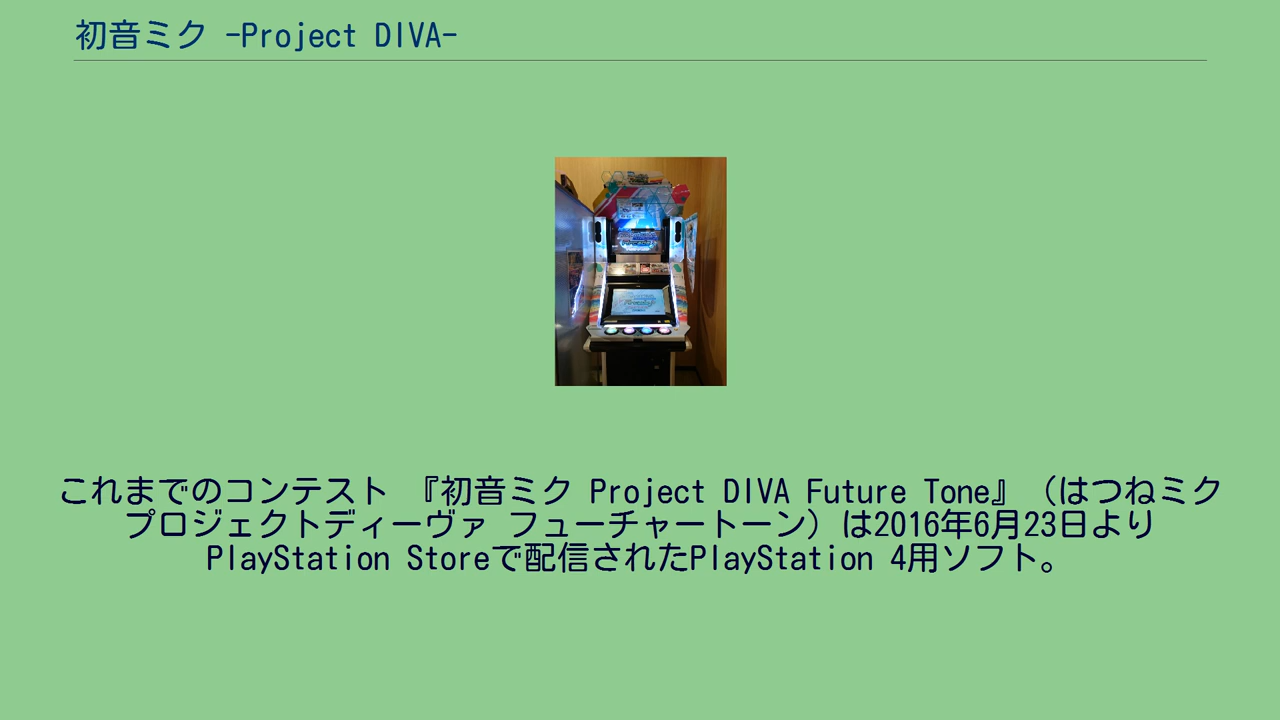 初音ミク -Project DIVA-
これまでのコンテスト 『初音ミク Project DIVA Future Tone』（はつねミク
プロジェクトディーヴァ フューチャートーン）は2016年6月23日より
PlayStation Storeで配信されたPlayStation 4用ソフト。